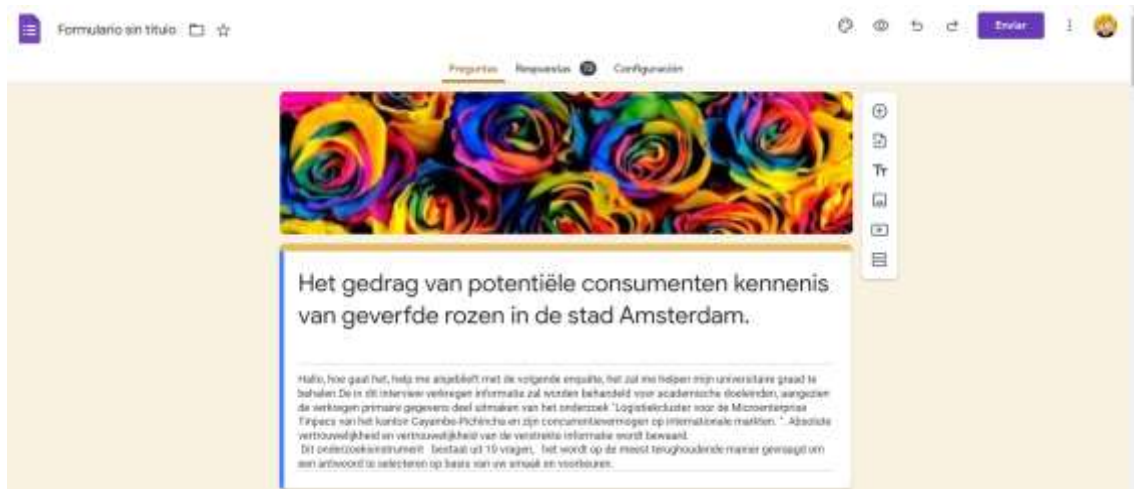 Formulario sin título
Enviar
Preguntas Respuestas Configuración
Het gedrag van potentiële consumenten kennenis
van geverfde rozen in de stad Amsterdam.
Hallo, hoe gaat het, help me alsjeblieft met de volgende enquête, het zal me helpen mijn universitaire graad te
behalen.De in dit interview verkregen informatie zal worden behandeld voor academische doeleinden, aangezien
de verkregen primaire gegevens deel uitmaken van het onderzoek "Logistiekcluster voor de Microenterprise
Tinpacs van het kanton Cayambe-Pichincha en zijn concurrentievermogen op internationale markten. ". Absolute
vertrouwelijkheid en vertrouwelijkheid van de verstrekte informatie wordt bewaard.
Dit onderzoeksinstrument bestaat uit 10 vragen, het wordt op de meest terughoudende manier gevraagd om
een antwoord te selecteren op basis van uw smaak en voorkeuren.